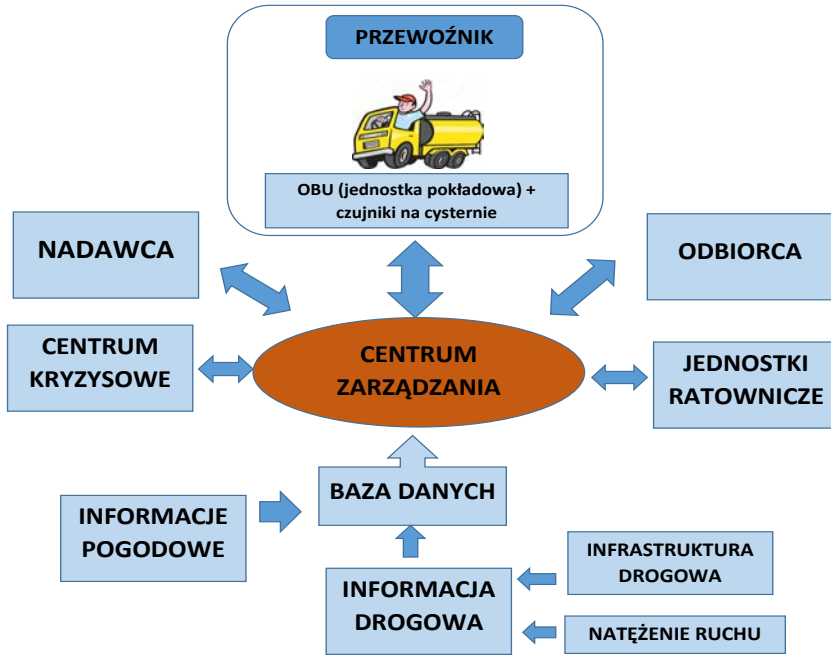 PRZEWOŹNIK
OBU (jednostka pokładowa) +
czujniki na cysternie
NADAWCA
ODBIORCA
CENTRUM
KRYZYSOWE
CENTRUM
ZARZĄDZANIA
JEDNOSTKI
RATOWNICZE
BAZA DANYCH
INFORMACJE
POGODOWE
INFORMACJA
DROGOWA
INFRASTRUKTURA
DROGOWA
NATĘŻENIE RUCHU